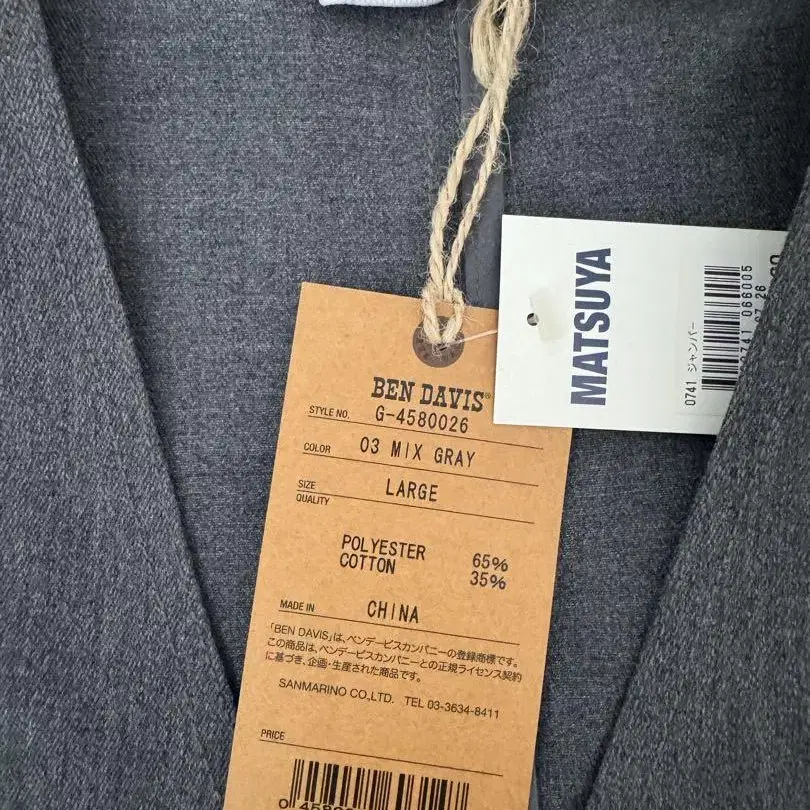 BEN DAVIS®
STYLE NO. G-4580026
COLOR 03 MIX GRAY
SIZE LARGE
QUALITY
POLYESTER 65%
COTTON 35%
MADE IN CHINA
「BEN DAVIS」は、ベンデービスカンパニーの登録商標です。
この商品は、ベンデービスカンパニーとの正規ライセンス契約
に基づき、企画・生産された商品です。
SANMARINO CO,LTD. TEL 03-3634-8411
PRICE
MATSUYA
0741 ジャンパー
0741 066005